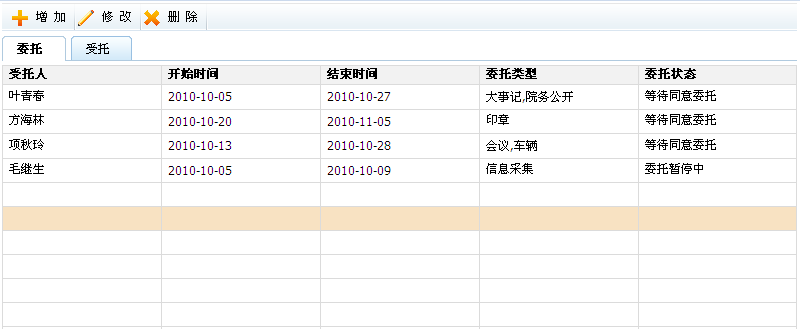 增 加 修 改 删 除
委托 受托
受托人 开始时间 结束时间 委托类型 委托状态
叶青春 2010-10-05 2010-10-27 大事记,院务公开 等待同意委托
方海林 2010-10-20 2010-11-05 印章 等待同意委托
项秋玲 2010-10-13 2010-10-28 会议,车辆 等待同意委托
毛继生 2010-10-05 2010-10-09 信息采集 委托暂停中